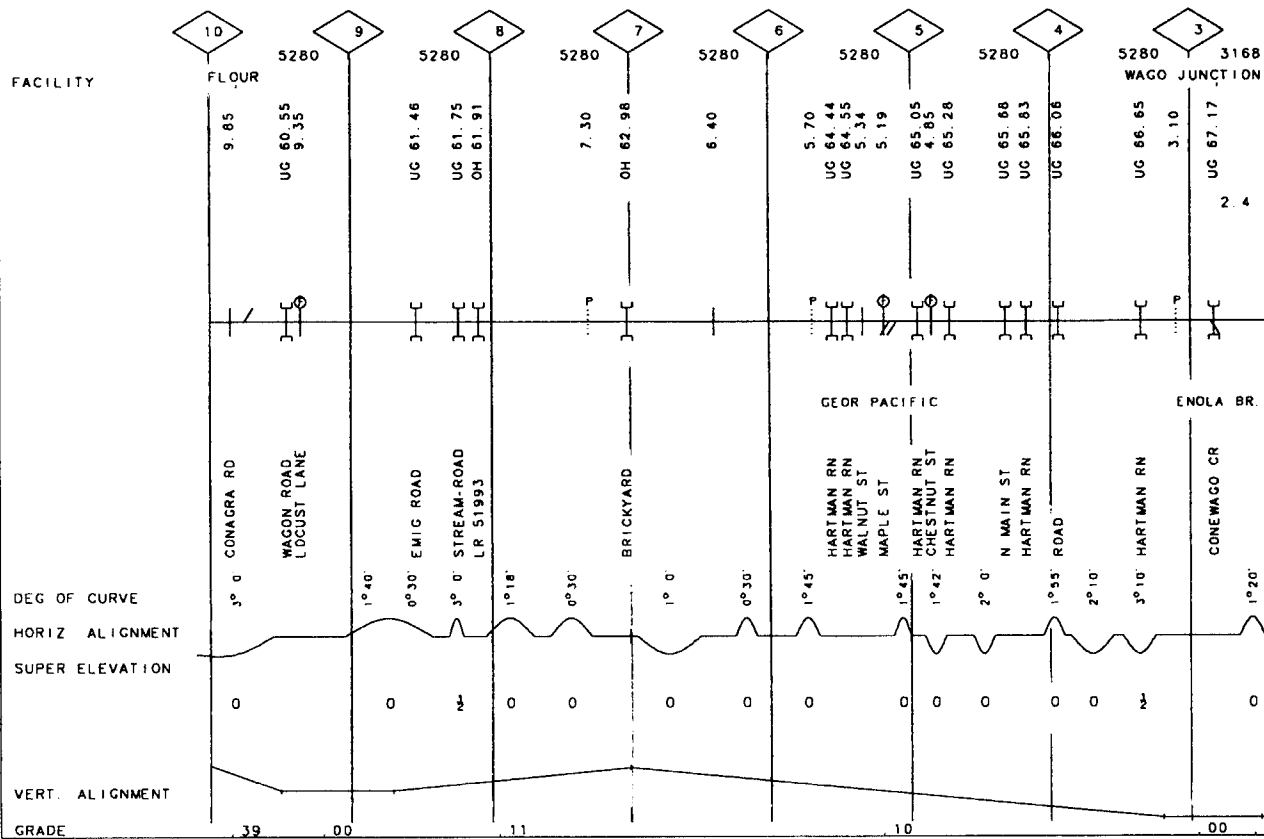 10 9 8 7 6 5 4 3
5280 5280 5280 5280 5280 5280 5280 3168
FACILITY FLOUR WAGO JUNCTION
9.85
UG 60.55
9.35
UG 61.46
UG 61.75
OH 61.91
7.30
OH 62.98
6.40
5.70
UG 64.44
UG 64.55
5.34
5.19
UG 65.05
4.85
UG 65.28
UG 65.68
UG 65.83
UG 66.06
UG 66.65
3.10
UG 67.17
2.4
P P P
F F F
GEOR PACIFIC ENOLA BR.
CONAGRA RD
WAGON ROAD
LOCUST LANE
EMIG ROAD
STREAM-ROAD
LR 51993
BRICKYARD
HARTMAN RN
HARTMAN RN
WALNUT ST
MAPLE ST
HARTMAN RN
CHESTNUT ST
HARTMAN RN
N MAIN ST
HARTMAN RN
ROAD
HARTMAN RN
CONEWAGO CR
DEG OF CURVE 3° 0' 1°40' 0°30' 3° 0' 1°18' 0°30' 1° 0' 0°30' 1°45' 1°45' 1°42' 2° 0' 1°55' 2°10' 3°10' 1°20'
HORIZ ALIGNMENT
SUPER ELEVATION
0 0 ½ 0 0 0 0 0 0 0 0 0 0 ½ 0
VERT. ALIGNMENT
GRADE .39 .00 .11 .10 .00